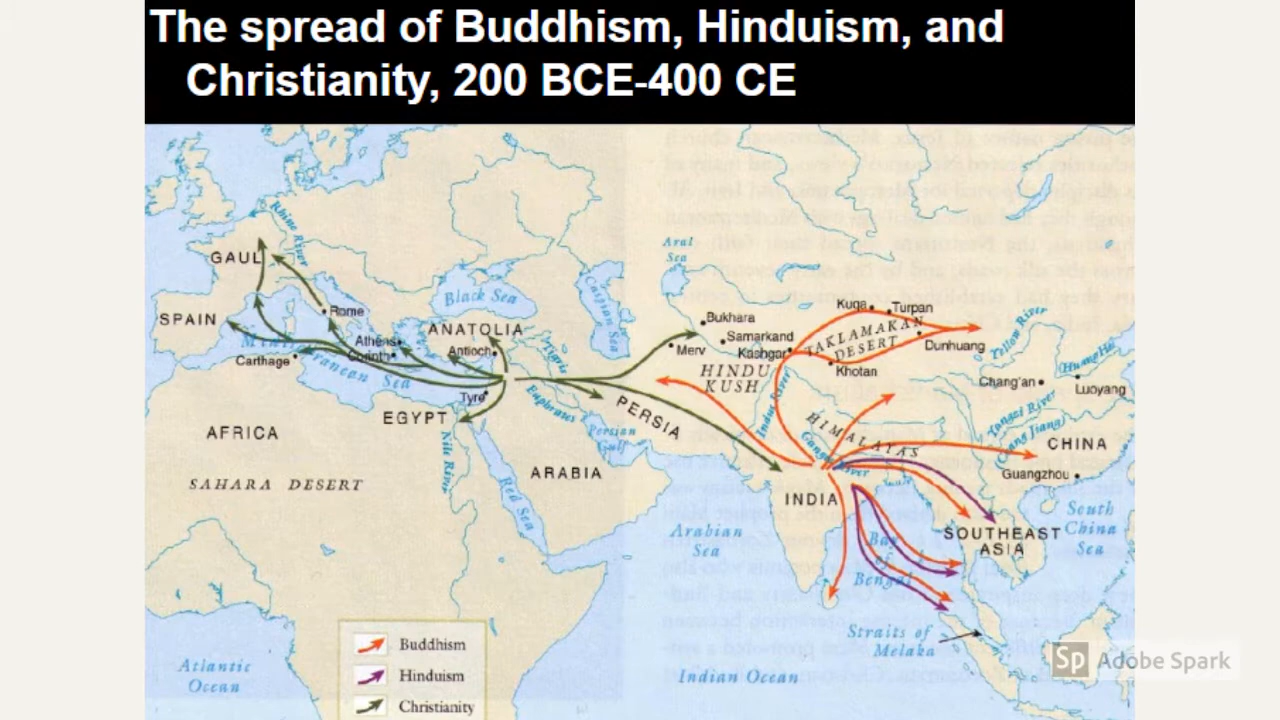 The spread of Buddhism, Hinduism, and
Christianity, 200 BCE-400 CE
Rhine River
GAUL
Aral
Sea
Black Sea
Caspian Sea
SPAIN
Rome
ANATOLIA
Athens
Corinth
Antioch
Carthage
Mediterranean Sea
Tigris
Euphrates
Tyre
EGYPT
PERSIA
Persian
Gulf
AFRICA
Nile River
ARABIA
SAHARA DESERT
Red Sea
Bukhara
Samarkand
Merv
Kashgar
HINDU
KUSH
Kuqa
Turpan
TAKLAMAKAN
DESERT
Dunhuang
Khotan
Yellow River
Huang He
Chang'an
Luoyang
Indus River
HIMALAYAS
Ganges River
Yangzi River
(Chang Jiang)
CHINA
Guangzhou
INDIA
SOUTHEAST
ASIA
South
China
Sea
Arabian
Sea
Bay
of
Bengal
Straits of
Melaka
Atlantic
Ocean
Indian Ocean
Buddhism
Hinduism
Christianity
Sp Adobe Spark